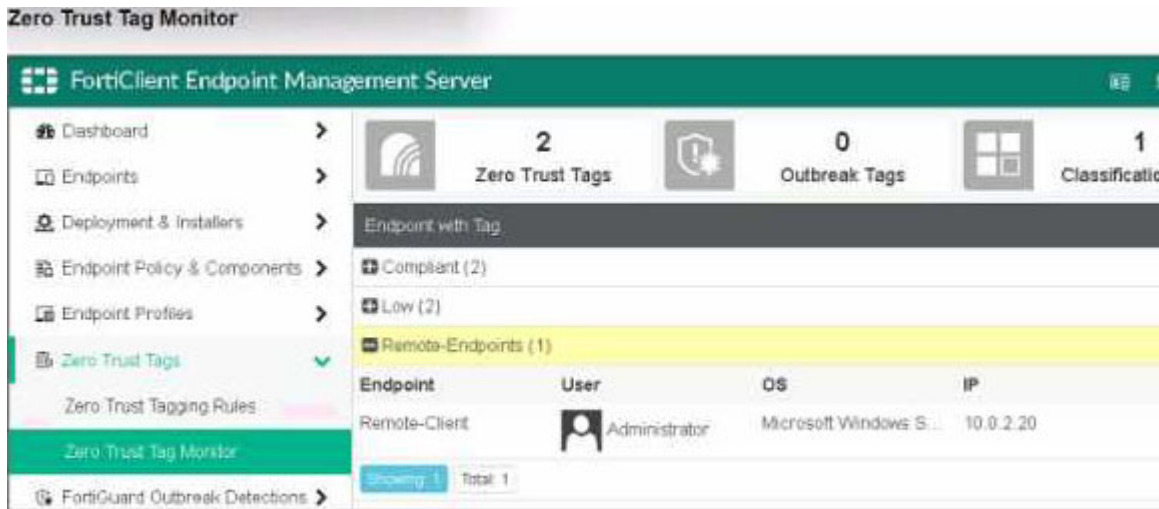 Zero Trust Tag Monitor
FortiClient Endpoint Management Server
Dashboard
Endpoints
Deployment & Installers
Endpoint Policy & Components
Endpoint Profiles
Zero Trust Tags
Zero Trust Tagging Rules
Zero Trust Tag Monitor
FortiGuard Outbreak Detections
2
Zero Trust Tags
0
Outbreak Tags
1
Classificatio
Endpoint with Tag
Compliant (2)
Low (2)
Remote-Endpoints (1)
Endpoint User OS IP
Remote-Client Administrator Microsoft Windows S... 10.0.2.20
Showing: 1 Total: 1